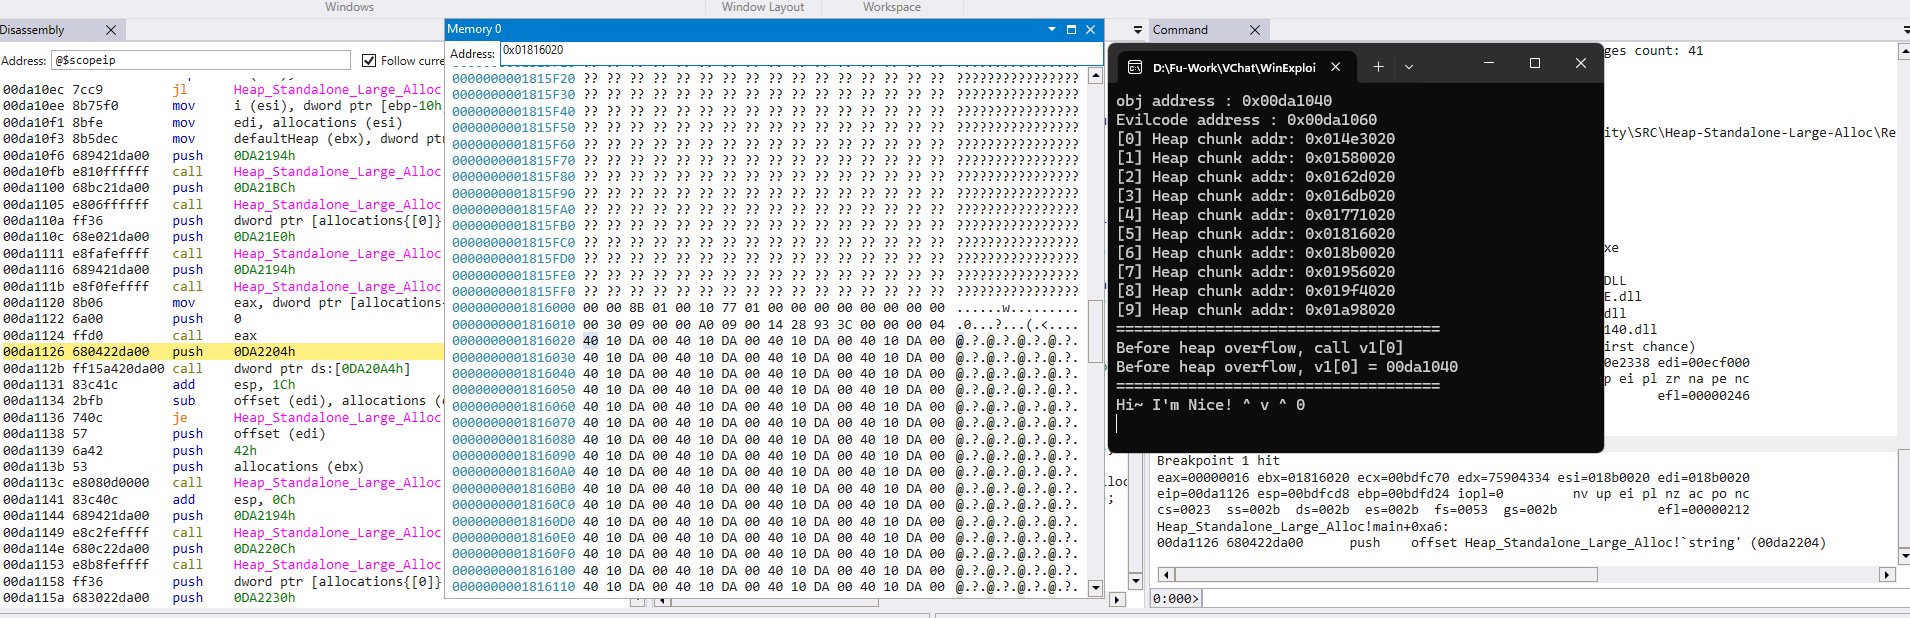 Windows
Window Layout
Workspace
Disassembly
Address: @$scopeip
Follow curre
00da10ec 7cc9 jl Heap_Standalone_Large_Alloc
00da10ee 8b75f0 mov i (esi), dword ptr [ebp-10h
00da10f1 8bfe mov edi, allocations (esi)
00da10f3 8b5dec mov defaultHeap (ebx), dword ptr
00da10f6 689421da00 push 0DA2194h
00da10fb e810ffffff call Heap_Standalone_Large_Alloc
00da1100 68bc21da00 push 0DA21BCh
00da1105 e806ffffff call Heap_Standalone_Large_Alloc
00da110a ff36 push dword ptr [allocations{[0]}
00da110c 68e021da00 push 0DA21E0h
00da1111 e8fafeffff call Heap_Standalone_Large_Alloc
00da1116 689421da00 push 0DA2194h
00da111b e8f0feffff call Heap_Standalone_Large_Alloc
00da1120 8b06 mov eax, dword ptr [allocations
00da1122 6a00 push 0
00da1124 ffd0 call eax
00da1126 680422da00 push 0DA2204h
00da112b ff15a420da00 call dword ptr ds:[0DA20A4h]
00da1131 83c41c add esp, 1Ch
00da1134 2bfb sub offset (edi), allocations (
00da1136 740c je Heap_Standalone_Large_Alloc
00da1138 57 push offset (edi)
00da1139 6a42 push 42h
00da113b 53 push allocations (ebx)
00da113c e8080d0000 call Heap_Standalone_Large_Alloc
00da1141 83c40c add esp, 0Ch
00da1144 689421da00 push 0DA2194h
00da1149 e8c2feffff call Heap_Standalone_Large_Alloc
00da114e 680c22da00 push 0DA220Ch
00da1153 e8b8feffff call Heap_Standalone_Large_Alloc
00da1158 ff36 push dword ptr [allocations{[0]}
00da115a 683022da00 push 0DA2230h
Memory 0
Address: 0x01816020
0000000001815F20 ?? ?? ?? ?? ?? ?? ?? ?? ?? ?? ?? ?? ?? ?? ?? ?? ????????????????
0000000001815F30 ?? ?? ?? ?? ?? ?? ?? ?? ?? ?? ?? ?? ?? ?? ?? ?? ????????????????
0000000001815F40 ?? ?? ?? ?? ?? ?? ?? ?? ?? ?? ?? ?? ?? ?? ?? ?? ????????????????
0000000001815F50 ?? ?? ?? ?? ?? ?? ?? ?? ?? ?? ?? ?? ?? ?? ?? ?? ????????????????
0000000001815F60 ?? ?? ?? ?? ?? ?? ?? ?? ?? ?? ?? ?? ?? ?? ?? ?? ????????????????
0000000001815F70 ?? ?? ?? ?? ?? ?? ?? ?? ?? ?? ?? ?? ?? ?? ?? ?? ????????????????
0000000001815F80 ?? ?? ?? ?? ?? ?? ?? ?? ?? ?? ?? ?? ?? ?? ?? ?? ????????????????
0000000001815F90 ?? ?? ?? ?? ?? ?? ?? ?? ?? ?? ?? ?? ?? ?? ?? ?? ????????????????
0000000001815FA0 ?? ?? ?? ?? ?? ?? ?? ?? ?? ?? ?? ?? ?? ?? ?? ?? ????????????????
0000000001815FB0 ?? ?? ?? ?? ?? ?? ?? ?? ?? ?? ?? ?? ?? ?? ?? ?? ????????????????
0000000001815FC0 ?? ?? ?? ?? ?? ?? ?? ?? ?? ?? ?? ?? ?? ?? ?? ?? ????????????????
0000000001815FD0 ?? ?? ?? ?? ?? ?? ?? ?? ?? ?? ?? ?? ?? ?? ?? ?? ????????????????
0000000001815FE0 ?? ?? ?? ?? ?? ?? ?? ?? ?? ?? ?? ?? ?? ?? ?? ?? ????????????????
0000000001815FF0 ?? ?? ?? ?? ?? ?? ?? ?? ?? ?? ?? ?? ?? ?? ?? ?? ????????????????
0000000001816000 00 00 8B 01 00 10 77 01 00 00 00 00 00 00 00 00 ......w.........
0000000001816010 00 30 09 00 00 A0 09 00 14 28 93 3C 00 00 00 04 .0...?...(.<....
0000000001816020 40 10 DA 00 40 10 DA 00 40 10 DA 00 40 10 DA 00 @.?.@.?.@.?.@.?.
0000000001816030 40 10 DA 00 40 10 DA 00 40 10 DA 00 40 10 DA 00 @.?.@.?.@.?.@.?.
0000000001816040 40 10 DA 00 40 10 DA 00 40 10 DA 00 40 10 DA 00 @.?.@.?.@.?.@.?.
0000000001816050 40 10 DA 00 40 10 DA 00 40 10 DA 00 40 10 DA 00 @.?.@.?.@.?.@.?.
0000000001816060 40 10 DA 00 40 10 DA 00 40 10 DA 00 40 10 DA 00 @.?.@.?.@.?.@.?.
0000000001816070 40 10 DA 00 40 10 DA 00 40 10 DA 00 40 10 DA 00 @.?.@.?.@.?.@.?.
0000000001816080 40 10 DA 00 40 10 DA 00 40 10 DA 00 40 10 DA 00 @.?.@.?.@.?.@.?.
0000000001816090 40 10 DA 00 40 10 DA 00 40 10 DA 00 40 10 DA 00 @.?.@.?.@.?.@.?.
00000000018160A0 40 10 DA 00 40 10 DA 00 40 10 DA 00 40 10 DA 00 @.?.@.?.@.?.@.?.
00000000018160B0 40 10 DA 00 40 10 DA 00 40 10 DA 00 40 10 DA 00 @.?.@.?.@.?.@.?.
00000000018160C0 40 10 DA 00 40 10 DA 00 40 10 DA 00 40 10 DA 00 @.?.@.?.@.?.@.?.
00000000018160D0 40 10 DA 00 40 10 DA 00 40 10 DA 00 40 10 DA 00 @.?.@.?.@.?.@.?.
00000000018160E0 40 10 DA 00 40 10 DA 00 40 10 DA 00 40 10 DA 00 @.?.@.?.@.?.@.?.
00000000018160F0 40 10 DA 00 40 10 DA 00 40 10 DA 00 40 10 DA 00 @.?.@.?.@.?.@.?.
0000000001816100 40 10 DA 00 40 10 DA 00 40 10 DA 00 40 10 DA 00 @.?.@.?.@.?.@.?.
0000000001816110 40 10 DA 00 40 10 DA 00 40 10 DA 00 40 10 DA 00 @.?.@.?.@.?.@.?.
Command
ges count: 41
D:\Fu-Work\VChat\WinExploi
obj address : 0x00da1040
Evilcode address : 0x00da1060
[0] Heap chunk addr: 0x014e3020
[1] Heap chunk addr: 0x01580020
[2] Heap chunk addr: 0x0162d020
[3] Heap chunk addr: 0x016db020
[4] Heap chunk addr: 0x01771020
[5] Heap chunk addr: 0x01816020
[6] Heap chunk addr: 0x018b0020
[7] Heap chunk addr: 0x01956020
[8] Heap chunk addr: 0x019f4020
[9] Heap chunk addr: 0x01a98020
=====================================
Before heap overflow, call v1[0]
Before heap overflow, v1[0] = 00da1040
=====================================
Hi~ I'm Nice! ^ v ^ 0
ity\SRC\Heap-Standalone-Large-Alloc\Re
xe
DLL
E.dll
dll
140.dll
irst chance)
0e2338 edi=00ecf000
p ei pl zr na pe nc
efl=00000246
Breakpoint 1 hit
eax=00000016 ebx=01816020 ecx=00bdfc70 edx=75904334 esi=018b0020 edi=018b0020
eip=00da1126 esp=00bdfcd8 ebp=00bdfd24 iopl=0 nv up ei pl nz ac po nc
cs=0023 ss=002b ds=002b es=002b fs=0053 gs=002b efl=00000212
Heap_Standalone_Large_Alloc!main+0xa6:
00da1126 680422da00 push offset Heap_Standalone_Large_Alloc!`string' (00da2204)
loc
);
0:000>